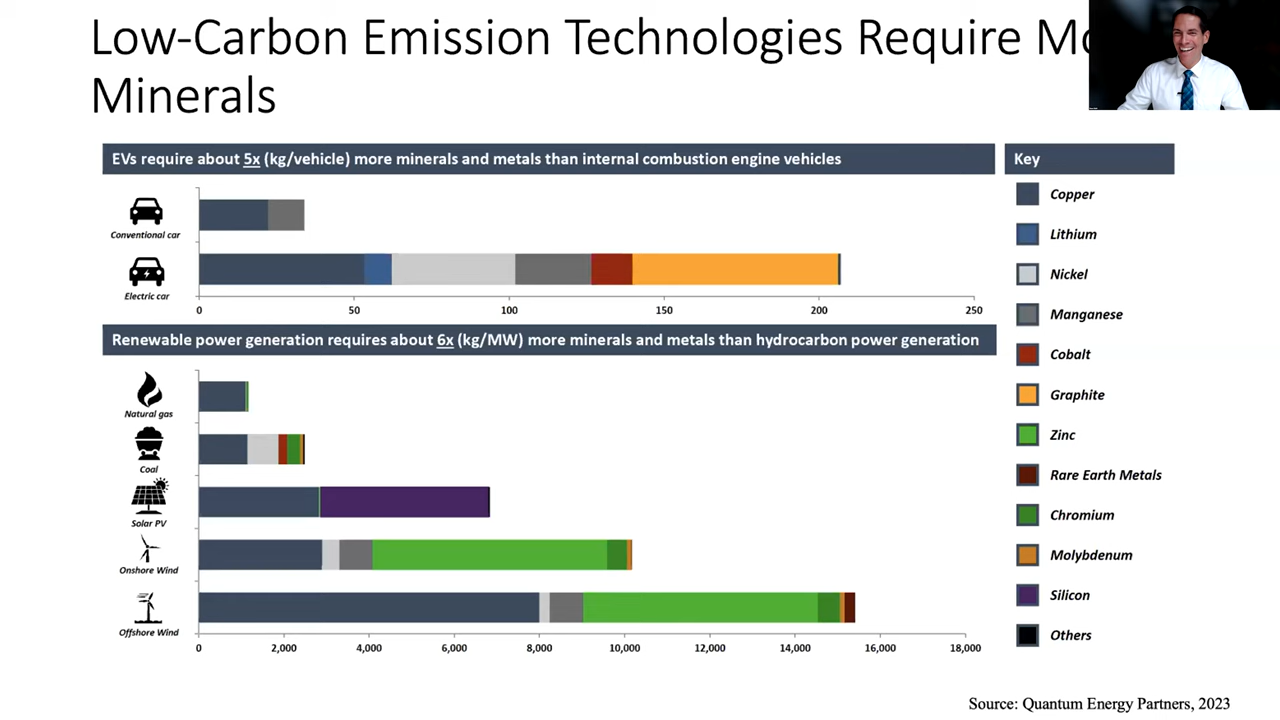 Low-Carbon Emission Technologies Require
Minerals
EVs require about 5x (kg/vehicle) more minerals and metals than internal combustion engine vehicles
Conventional car
Electric car
0 50 100 150 200 250
Renewable power generation requires about 6x (kg/MW) more minerals and metals than hydrocarbon power generation
Natural gas
Coal
Solar PV
Onshore Wind
Offshore Wind
0 2,000 4,000 6,000 8,000 10,000 12,000 14,000 16,000 18,000
Key
Copper
Lithium
Nickel
Manganese
Cobalt
Graphite
Zinc
Rare Earth Metals
Chromium
Molybdenum
Silicon
Others
Source: Quantum Energy Partners, 2023